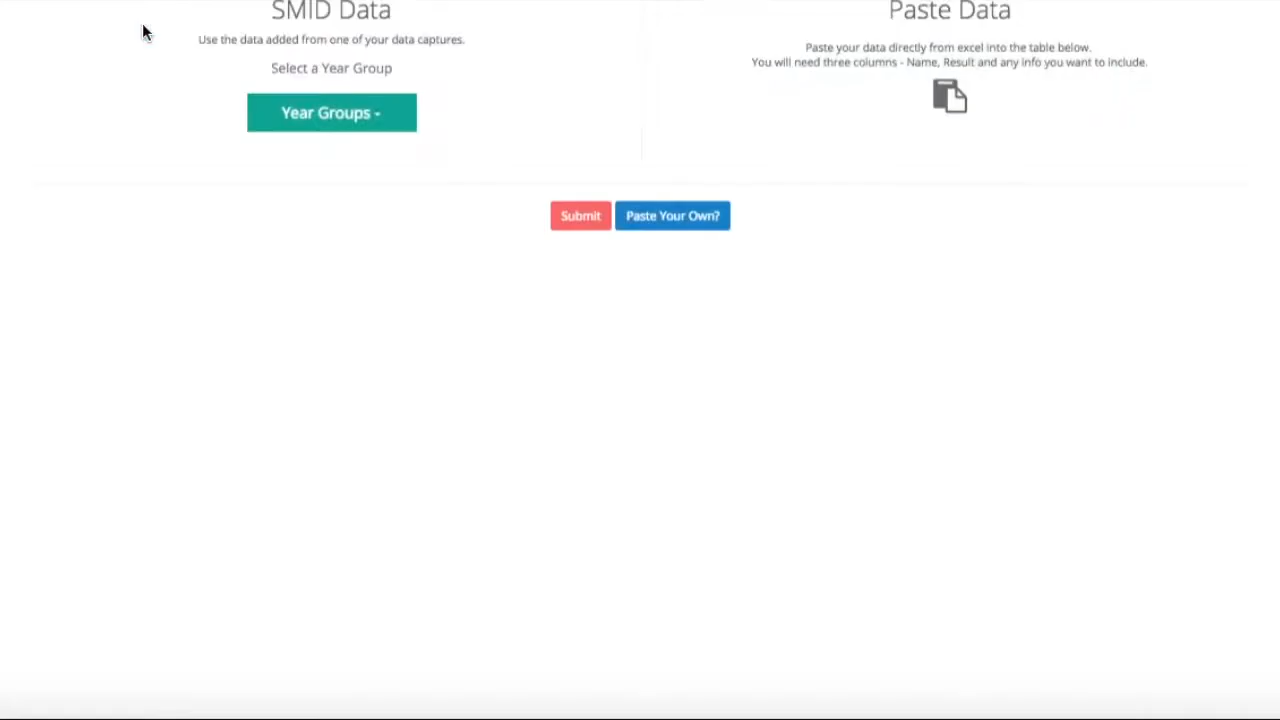 SMID Data
Use the data added from one of your data captures.
Select a Year Group
Year Groups -
Paste Data
Paste your data directly from excel into the table below.
You will need three columns - Name, Result and any info you want to include.
Submit
Paste Your Own?